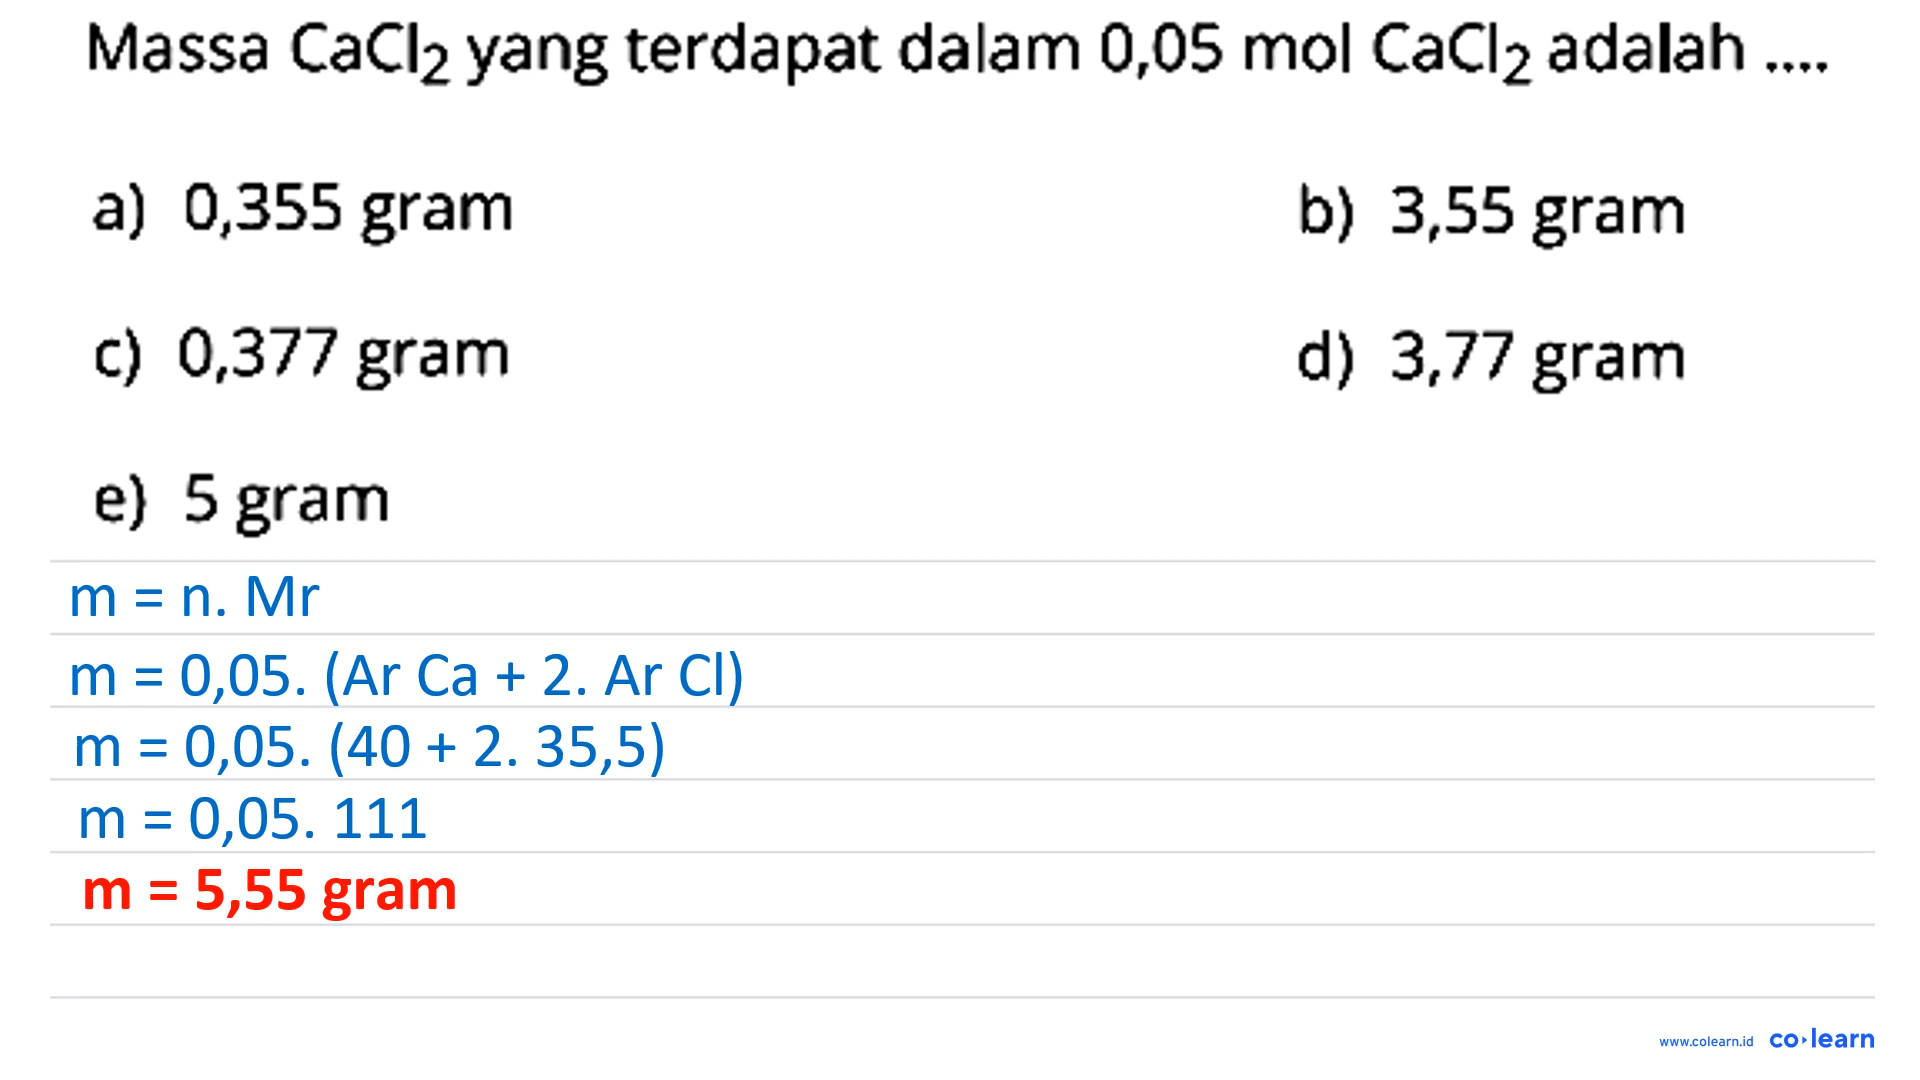 Massa CaCl₂ yang terdapat dalam 0,05 mol CaCl₂ adalah ....
a) 0,355 gram
b) 3,55 gram
c) 0,377 gram
d) 3,77 gram
e) 5 gram
m = n. Mr
m = 0,05. (Ar Ca + 2. Ar Cl)
m = 0,05. (40 + 2. 35,5)
m = 0,05. 111
m = 5,55 gram
www.colearn.id co learn